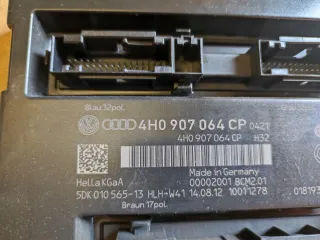 Blau 32pol.
4H0 907 064 CP 0421
4H0 907 064 CP H32
Made in Germany
Hella KGaA 00002001 BCM2.01
5DK 010 565-13 HLH-W41 14.08.12 10011278 018193
Braun 17pol.